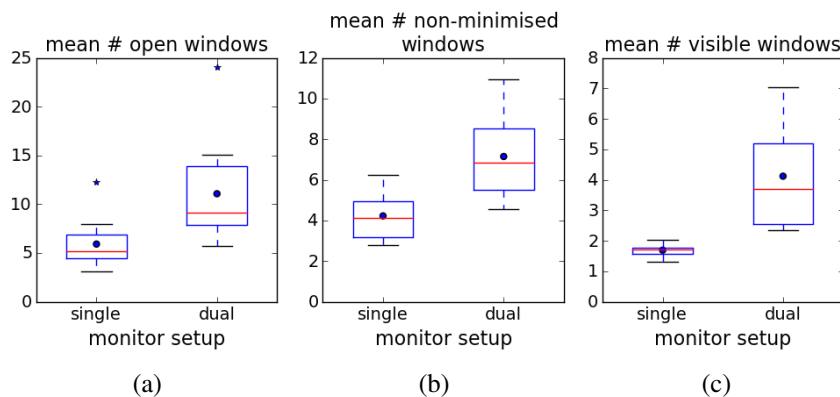 mean # open windows
25
20
15
10
5
0
single
dual
monitor setup
(a)
mean # non-minimised
windows
12
10
8
6
4
2
0
single
dual
monitor setup
(b)
mean # visible windows
8
7
6
5
4
3
2
1
0
single
dual
monitor setup
(c)